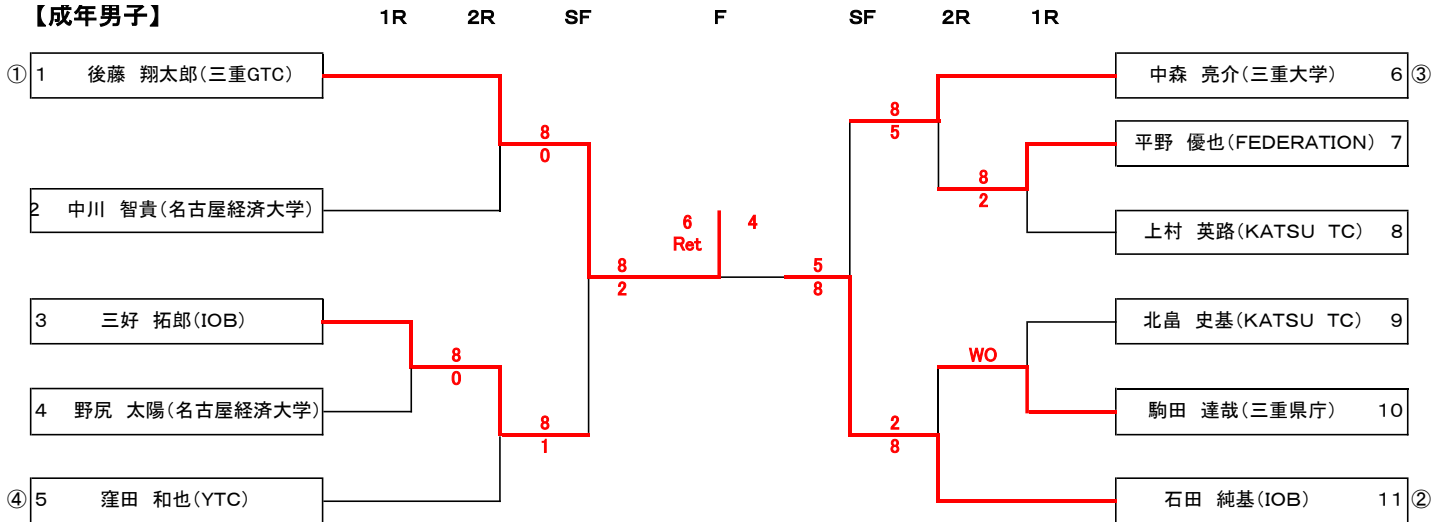 【成年男子】 1R 2R SF F SF 2R 1R
① 1 後藤 翔太郎(三重GTC)
中森 亮介(三重大学) 6 ③
8
0
8
5
平野 優也(FEDERATION) 7
2 中川 智貴(名古屋経済大学)
8
2
上村 英路(KATSU TC) 8
6 4
Ret
8
2
5
8
3 三好 拓郎(IOB)
北畠 史基(KATSU TC) 9
8
0
WO
4 野尻 太陽(名古屋経済大学)
駒田 達哉(三重県庁) 10
8
1
2
8
④ 5 窪田 和也(YTC)
石田 純基(IOB) 11 ②